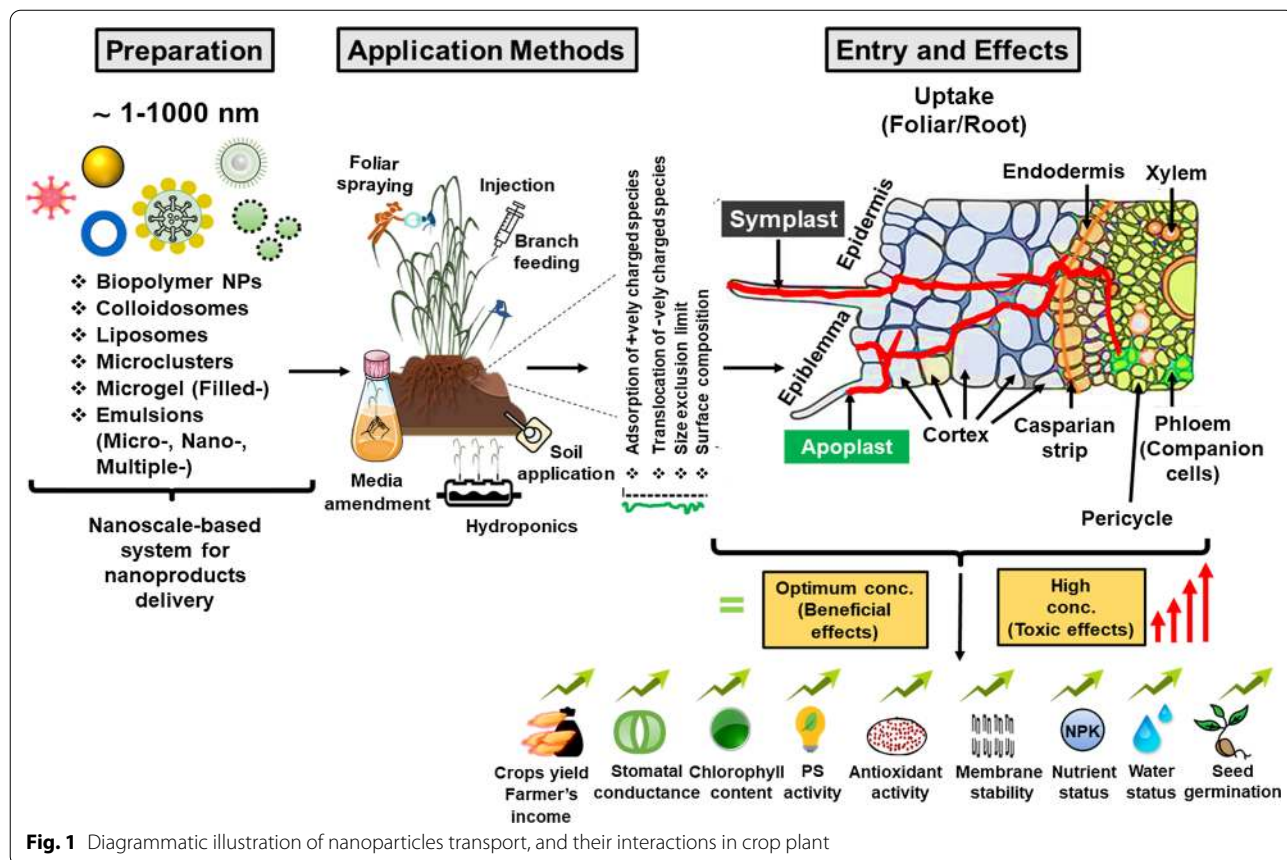 Preparation
~ 1-1000 nm
❖ Biopolymer NPs
❖ Colloidosomes
❖ Liposomes
❖ Microclusters
❖ Microgel (Filled-)
❖ Emulsions
(Micro-, Nano-,
Multiple-)
Nanoscale-based
system for
nanoproducts
delivery
Application Methods
Foliar
spraying
Injection
Branch
feeding
Media
amendment
Soil
application
Hydroponics
❖ Adsorption of +vely charged species
❖ Translocation of -vely charged species
❖ Size exclusion limit
❖ Surface composition
Entry and Effects
Uptake
(Foliar/Root)
Endodermis
Xylem
Epidermis
Symplast
Epiblemma
Apoplast
Cortex
Casparian
strip
Phloem
(Companion
cells)
Pericycle
=
Optimum conc.
(Beneficial
effects)
High
conc.
(Toxic effects)
Crops yield
Farmer's
income
Stomatal
conductance
Chlorophyll
content
PS
activity
Antioxidant
activity
Membrane
stability
NPK
Nutrient
status
Water
status
Seed
germination
Fig. 1 Diagrammatic illustration of nanoparticles transport, and their interactions in crop plant